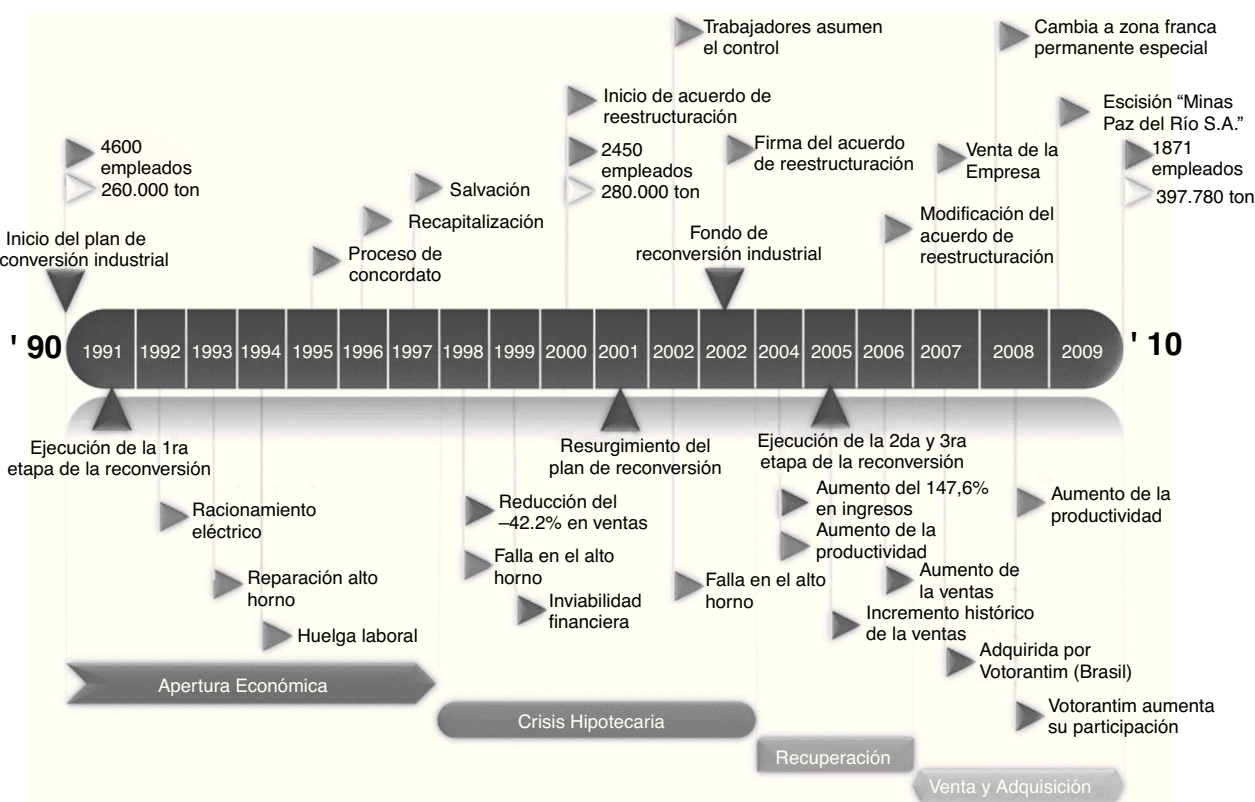 Trabajadores asumen
el control
Cambia a zona franca
permanente especial
Inicio de acuerdo de
reestructuración
Escisión “Minas
Paz del Río S.A.”
4600
empleados
260.000 ton
2450
empleados
280.000 ton
Firma del acuerdo
de reestructuración
Venta de la
Empresa
1871
empleados
397.780 ton
Salvación
Recapitalización
Proceso de
concordato
Modificación del
acuerdo de
reestructuración
Inicio del plan de
conversión industrial
Fondo de
reconversión industrial
' 90
1991
1992
1993
1994
1995
1996
1997
1998
1999
2000
2001
2002
2002
2004
2005
2006
2007
2008
2009
' 10
Ejecución de la 1ra
etapa de la reconversión
Resurgimiento del
plan de reconversión
Ejecución de la 2da y 3ra
etapa de la reconversión
Racionamiento
eléctrico
Reparación alto
horno
Huelga laboral
Reducción del
–42.2% en ventas
Falla en el alto
horno
Inviabilidad
financiera
Falla en el alto
horno
Aumento del 147,6%
en ingresos
Aumento de la
productividad
Aumento de
la ventas
Incremento histórico
de la ventas
Adquirida por
Votorantim (Brasil)
Aumento de la
productividad
Votorantim aumenta
su participación
Apertura Económica
Crisis Hipotecaria
Recuperación
Venta y Adquisición